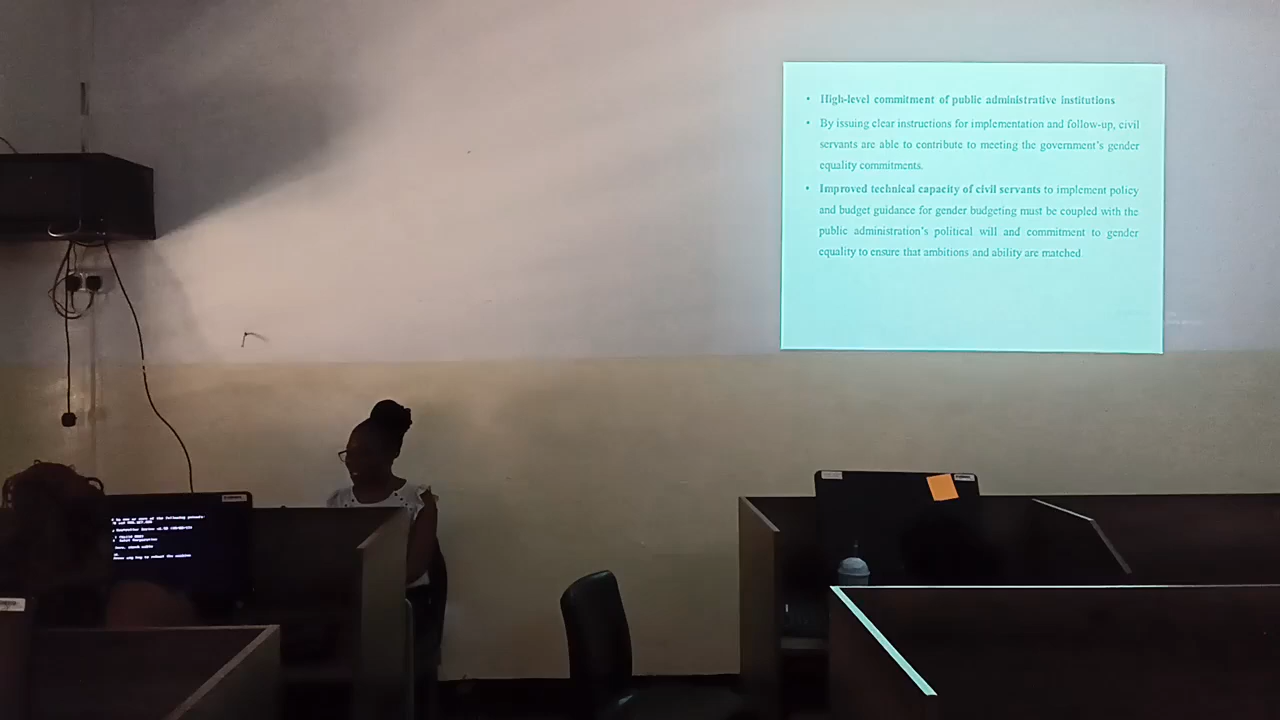 • High-level commitment of public administrative institutions
• By issuing clear instructions for implementation and follow-up, civil
servants are able to contribute to meeting the government's gender
equality commitments.
• Improved technical capacity of civil servants to implement policy
and budget guidance for gender budgeting must be coupled with the
public administration's political will and commitment to gender
equality to ensure that ambitions and ability are matched